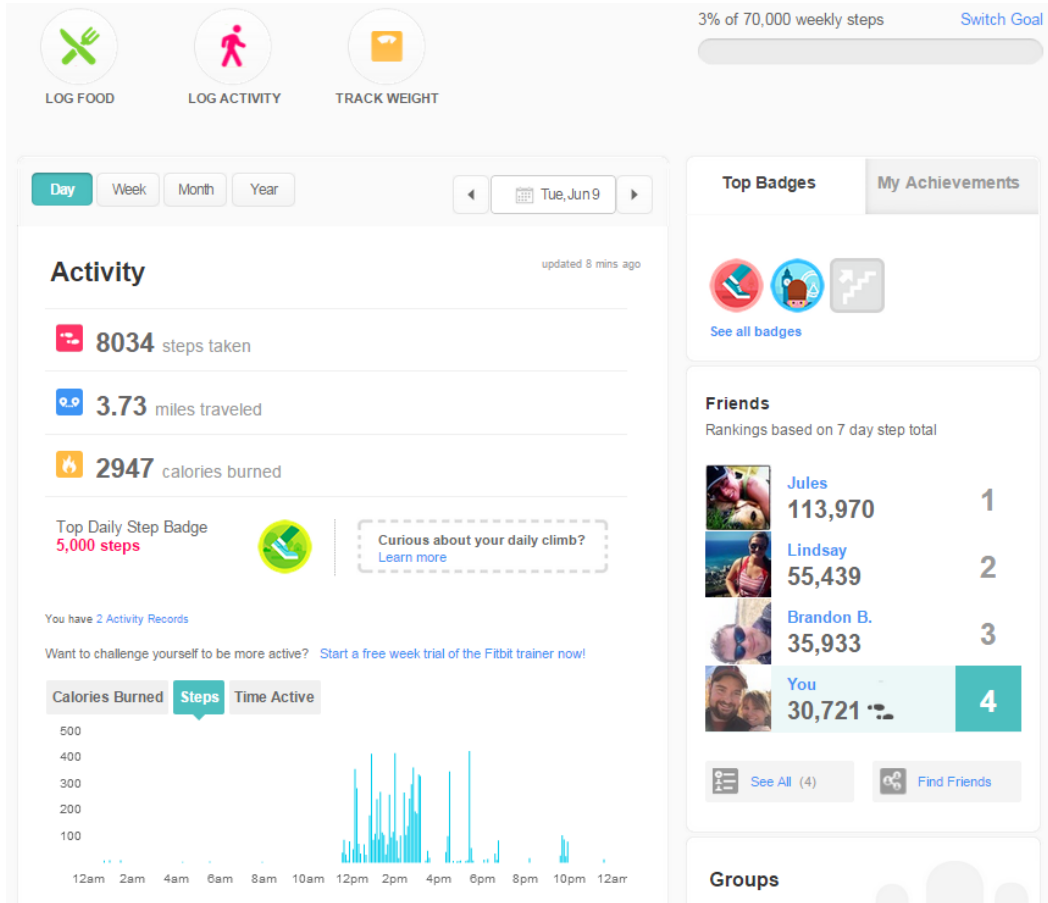 3% of 70,000 weekly steps Switch Goal
LOG FOOD LOG ACTIVITY TRACK WEIGHT
Day Week Month Year Tue, Jun 9
Activity
updated 8 mins ago
8034 steps taken
3.73 miles traveled
2947 calories burned
Top Daily Step Badge
5,000 steps
Curious about your daily climb?
Learn more
You have 2 Activity Records
Want to challenge yourself to be more active? Start a free week trial of the Fitbit trainer now!
Calories Burned Steps Time Active
500
400
300
200
100
12am 2am 4am 6am 8am 10am 12pm 2pm 4pm 6pm 8pm 10pm 12am
Top Badges My Achievements
See all badges
Friends
Rankings based on 7 day step total
Jules
113,970 1
Lindsay
55,439 2
Brandon B.
35,933 3
You
30,721 4
See All (4) Find Friends
Groups